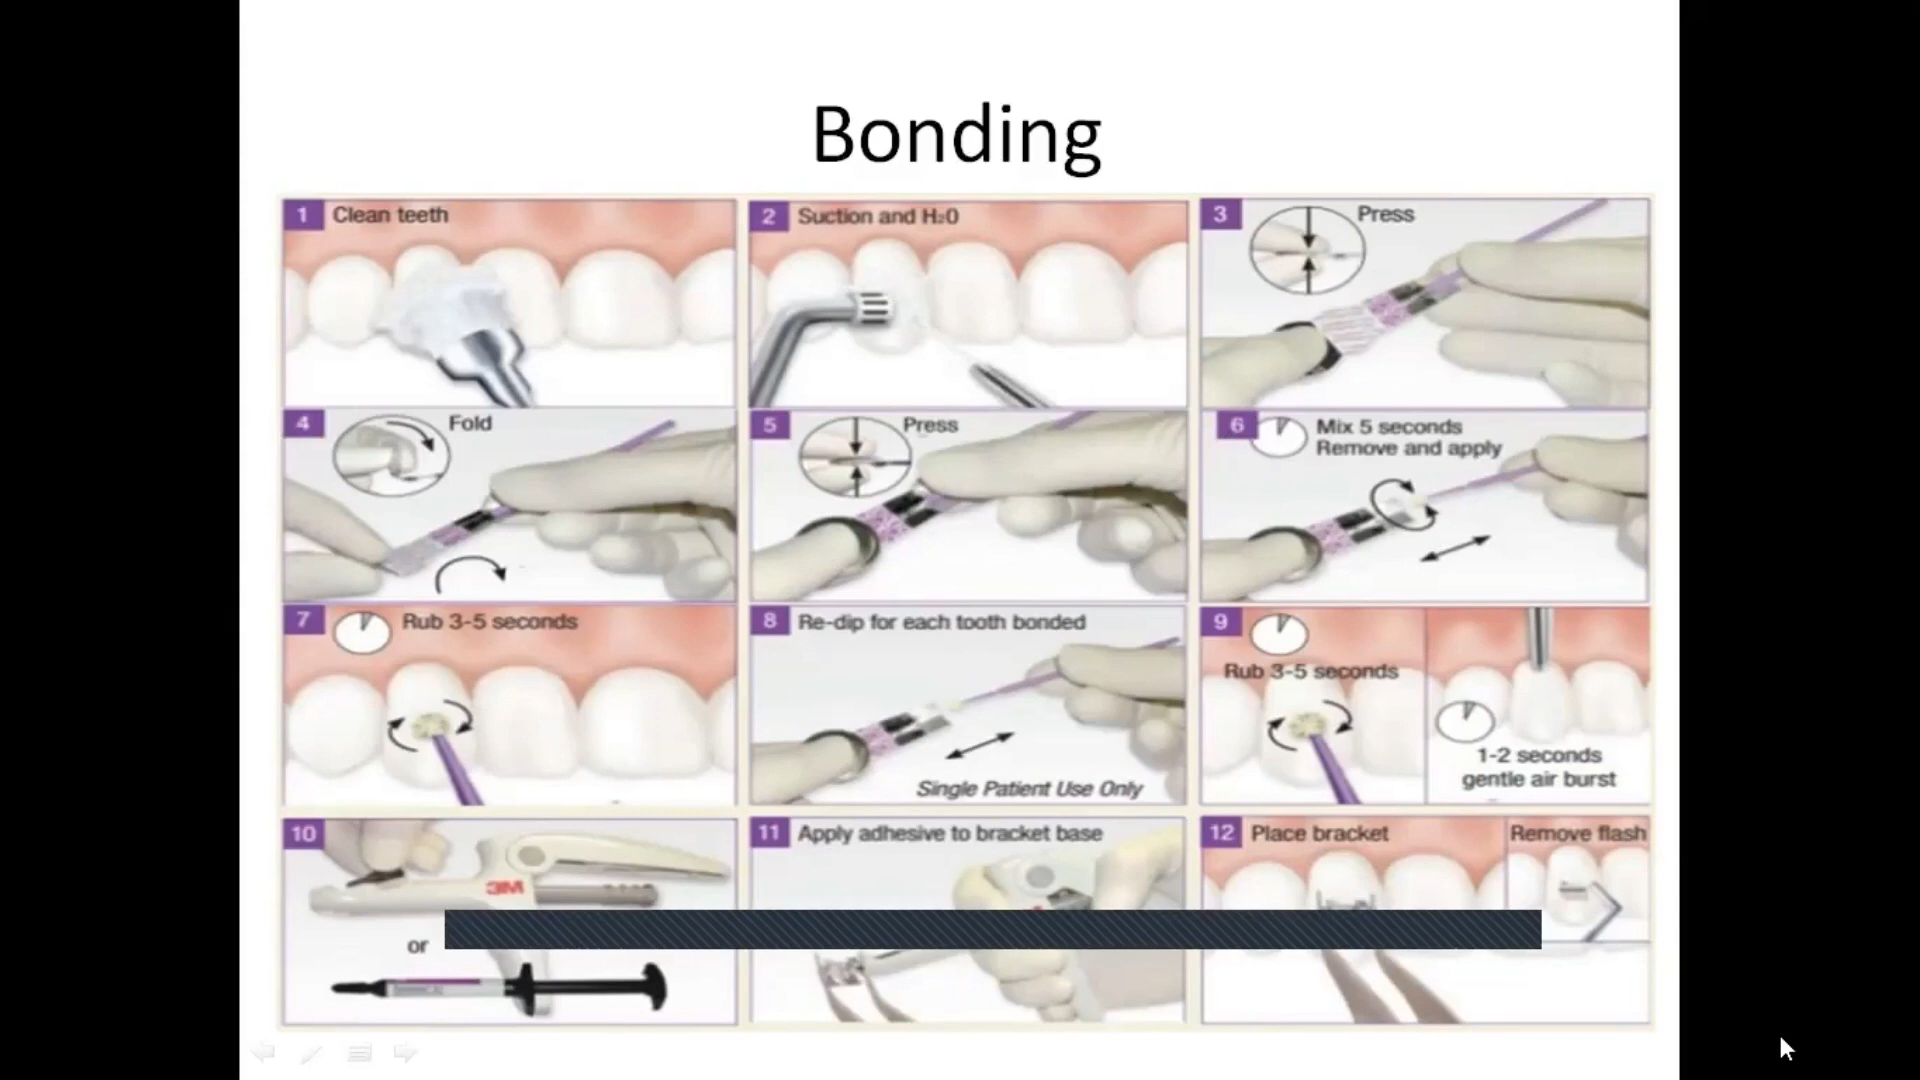 Bonding
1 Clean teeth
2 Suction and H₂0
3 Press
4 Fold
5 Press
6 Mix 5 seconds
Remove and apply
7 Rub 3-5 seconds
8 Re-dip for each tooth bonded
Single Patient Use Only
9
Rub 3-5 seconds
1-2 seconds
gentle air burst
10
3M
or
11 Apply adhesive to bracket base
12 Place bracket
Remove flash